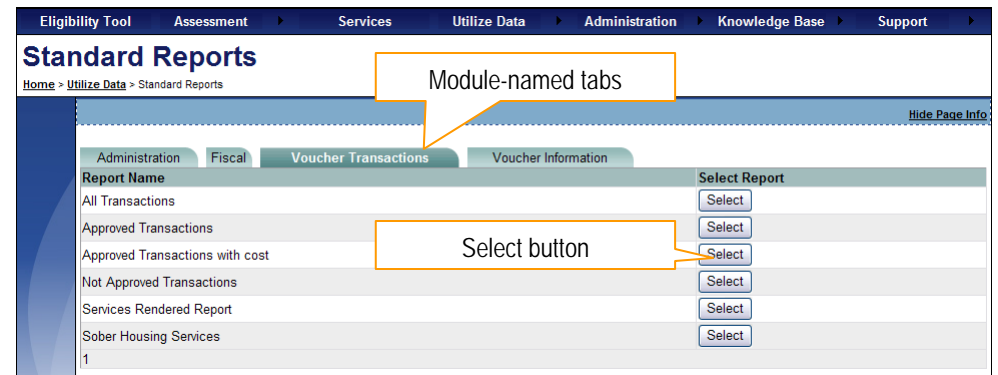 Eligibility Tool Assessment Services Utilize Data Administration Knowledge Base Support
Standard Reports
Home > Utilize Data > Standard Reports
Module-named tabs
Hide Page Info
Administration Fiscal Voucher Transactions Voucher Information
Report Name Select Report
All Transactions Select
Approved Transactions Select
Approved Transactions with cost Select
Select button
Not Approved Transactions Select
Services Rendered Report Select
Sober Housing Services Select
1